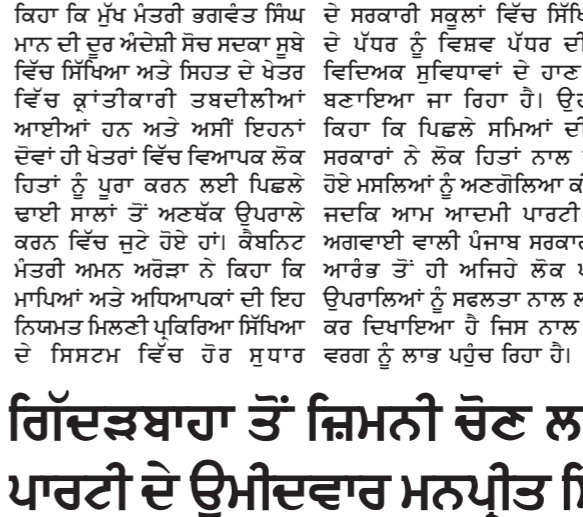 ਕਿਹਾ ਕਿ ਮੁੱਖ ਮੰਤਰੀ ਭਗਵੰਤ ਸਿੰਘ
ਮਾਨ ਦੀ ਦੂਰ ਅੰਦੇਸ਼ੀ ਸੋਚ ਸਦਕਾ ਸੂਬੇ
ਵਿੱਚ ਸਿੱਖਿਆ ਅਤੇ ਸਿਹਤ ਦੇ ਖੇਤਰ
ਵਿੱਚ ਕ੍ਰਾਂਤੀਕਾਰੀ ਤਬਦੀਲੀਆਂ
ਆਈਆਂ ਹਨ ਅਤੇ ਅਸੀਂ ਇਹਨਾਂ
ਦੋਵਾਂ ਹੀ ਖੇਤਰਾਂ ਵਿੱਚ ਵਿਆਪਕ ਲੋਕ
ਹਿਤਾਂ ਨੂੰ ਪੂਰਾ ਕਰਨ ਲਈ ਪਿਛਲੇ
ਢਾਈ ਸਾਲਾਂ ਤੋਂ ਅਣਥੱਕ ਉਪਰਾਲੇ
ਕਰਨ ਵਿੱਚ ਜੁਟੇ ਹੋਏ ਹਾਂ। ਕੈਬਨਿਟ
ਮੰਤਰੀ ਅਮਨ ਅਰੋੜਾ ਨੇ ਕਿਹਾ ਕਿ
ਮਾਪਿਆਂ ਅਤੇ ਅਧਿਆਪਕਾਂ ਦੀ ਇਹ
ਨਿਯਮਤ ਮਿਲਣੀ ਪ੍ਰਕਿਰਿਆ ਸਿੱਖਿਆ
ਦੇ ਸਿਸਟਮ ਵਿੱਚ ਹੋਰ ਸੁਧਾਰ
ਦੇ ਸਰਕਾਰੀ ਸਕੂਲਾਂ ਵਿੱਚ
ਦੇ ਪੱਧਰ ਨੂੰ ਵਿਸ਼ਵ ਪੱਧਰ
ਵਿਦਿਅਕ ਸੁਵਿਧਾਵਾਂ ਦੇ ਹਾਣ
ਬਣਾਇਆ ਜਾ ਰਿਹਾ ਹੈ।
ਕਿਹਾ ਕਿ ਪਿਛਲੇ ਸਮਿਆਂ
ਸਰਕਾਰਾਂ ਨੇ ਲੋਕ ਹਿਤਾਂ ਨਾਲ
ਹੋਏ ਮਸਲਿਆਂ ਨੂੰ ਅਣਗੋਲਿਆ
ਜਦਕਿ ਆਮ ਆਦਮੀ ਪਾਰਟੀ
ਅਗਵਾਈ ਵਾਲੀ ਪੰਜਾਬ
ਆਰੰਭ ਤੋਂ ਹੀ ਅਜਿਹੇ ਲੋਕ
ਉਪਰਾਲਿਆਂ ਨੂੰ ਸਫਲਤਾ ਨਾਲ
ਕਰ ਦਿਖਾਇਆ ਹੈ ਜਿਸ ਨਾਲ
ਵਰਗ ਨੂੰ ਲਾਭ ਪਹੁੰਚ ਰਿਹਾ ਹੈ।
ਗਿੱਦੜਬਾਹਾ ਤੋਂ ਜ਼ਿਮਨੀ ਚੋਣ
ਪਾਰਟੀ ਦੇ ਉਮੀਦਵਾਰ ਮਨਪ੍ਰੀਤ